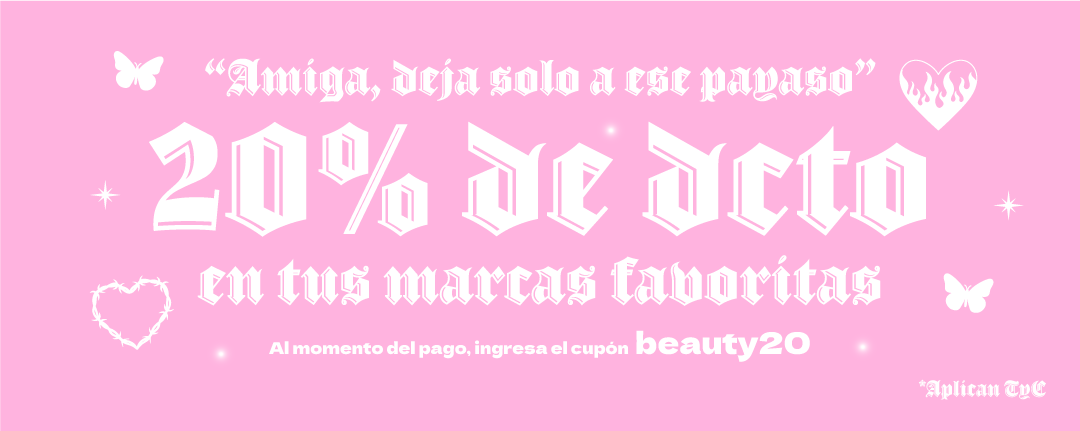 “Amiga, deja solo a ese payaso”
20% de dcto
en tus marcas favoritas
Al momento del pago, ingresa el cupón beauty20
*Aplican TyC